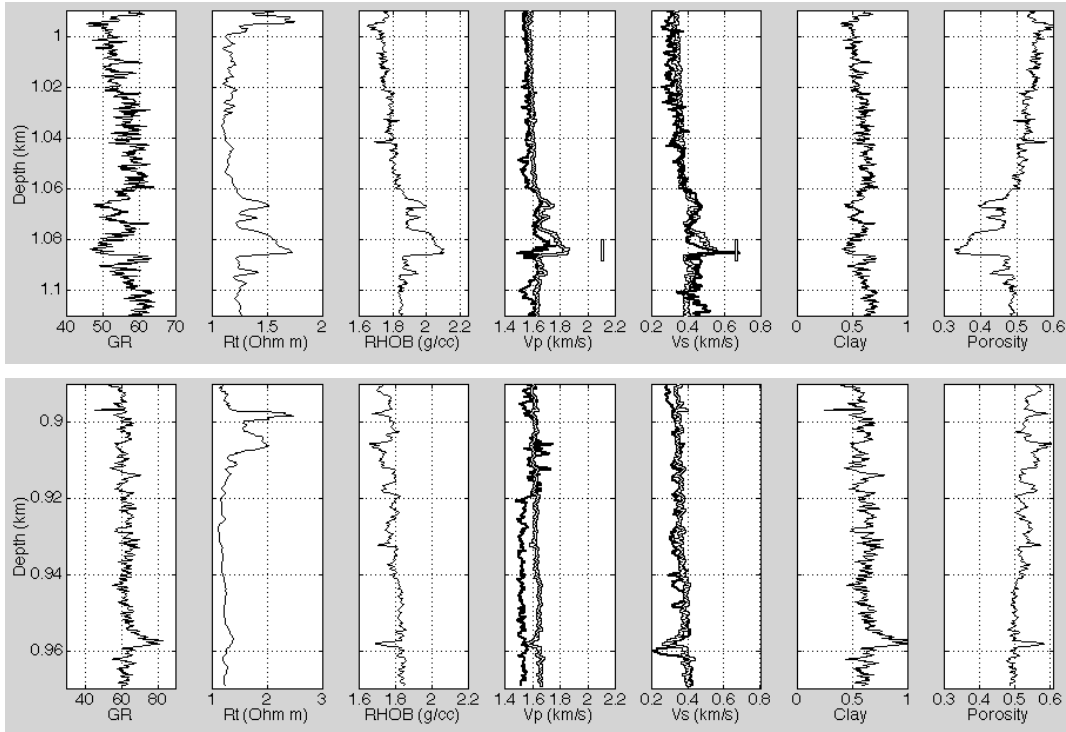 Depth (km)
1
1.02
1.04
1.06
1.08
1.1
40 50 60 70
GR
1 1.5 2
Rt (Ohm m)
1.6 1.8 2 2.2
RHOB (g/cc)
1.4 1.6 1.8 2 2.2
Vp (km/s)
0.2 0.4 0.6 0.8
Vs (km/s)
0 0.5 1
Clay
0.3 0.4 0.5 0.6
Porosity
Depth (km)
0.9
0.92
0.94
0.96
40 60
GR
1 2 3
Rt (Ohm m)
1.6 1.8 2 2.2
RHOB (g/cc)
1.4 1.6 1.8 2 2.2
Vp (km/s)
0.2 0.4 0.6 0.8
Vs (km/s)
0 0.5 1
Clay
0.3 0.4 0.5 0.6
Porosity